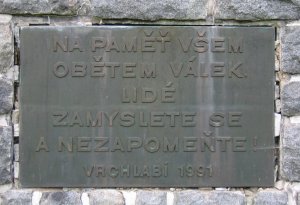 NA PAMĚŤ VŠEM
OBĚTEM VÁLEK.
LIDÉ
ZAMYSLETE SE
A NEZAPOMEŇTE!
VRCHLABÍ 1991